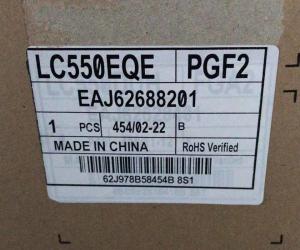 LC550EQE PGF2
EAJ62688201
1 PCS 454/02-22 B
MADE IN CHINA RoHS Verified
62J978B58454B 8S1